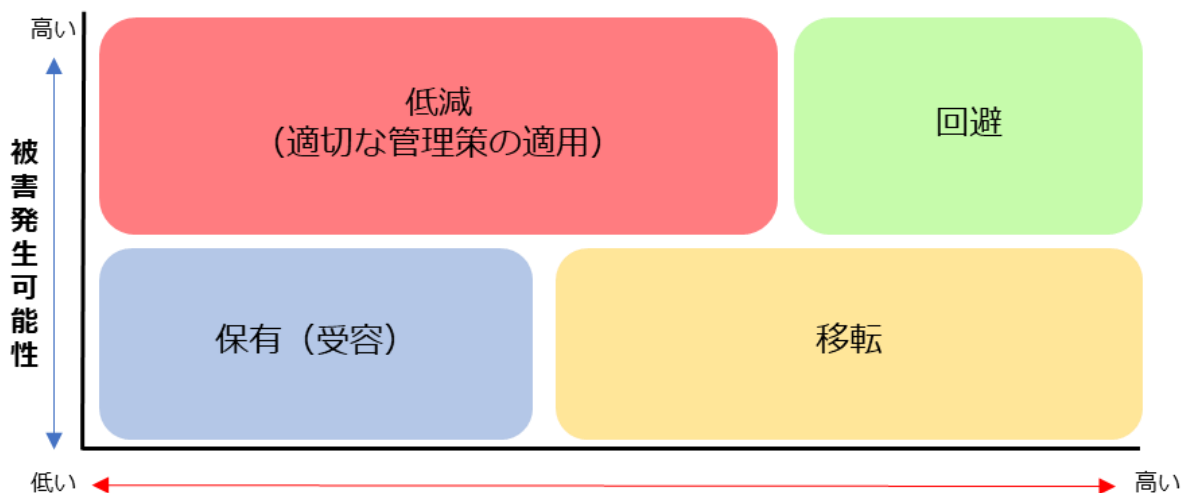 高い
低減
（適切な管理策の適用）
回避
被害発生可能性
保有（受容）
移転
低い
高い